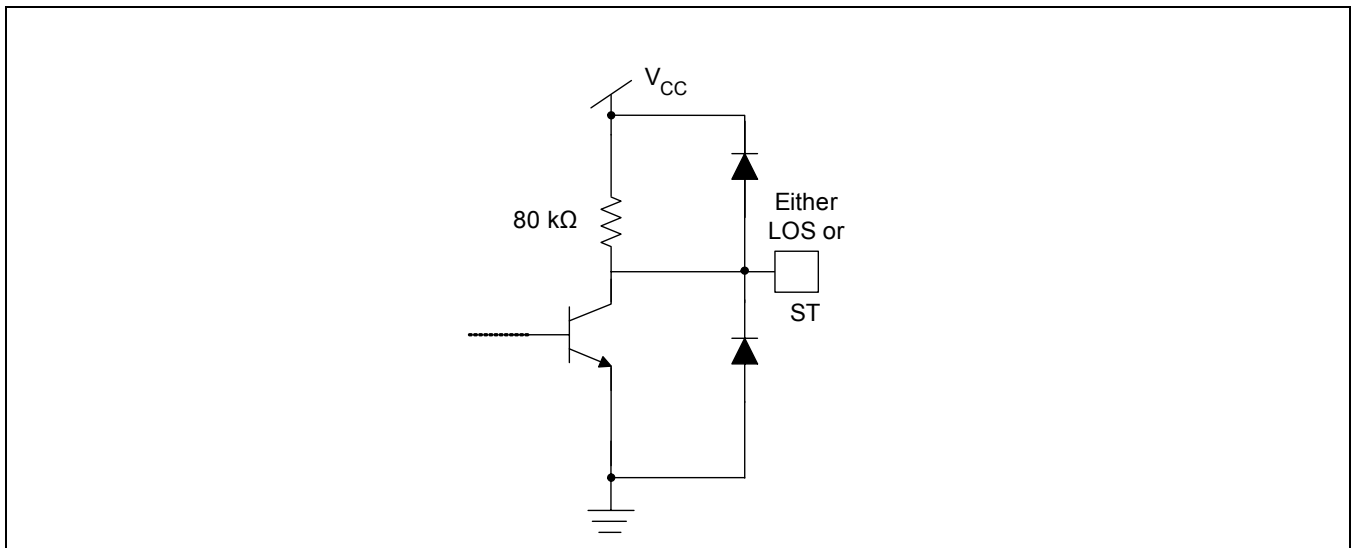 V_CC
80 kΩ
Either
LOS or
ST